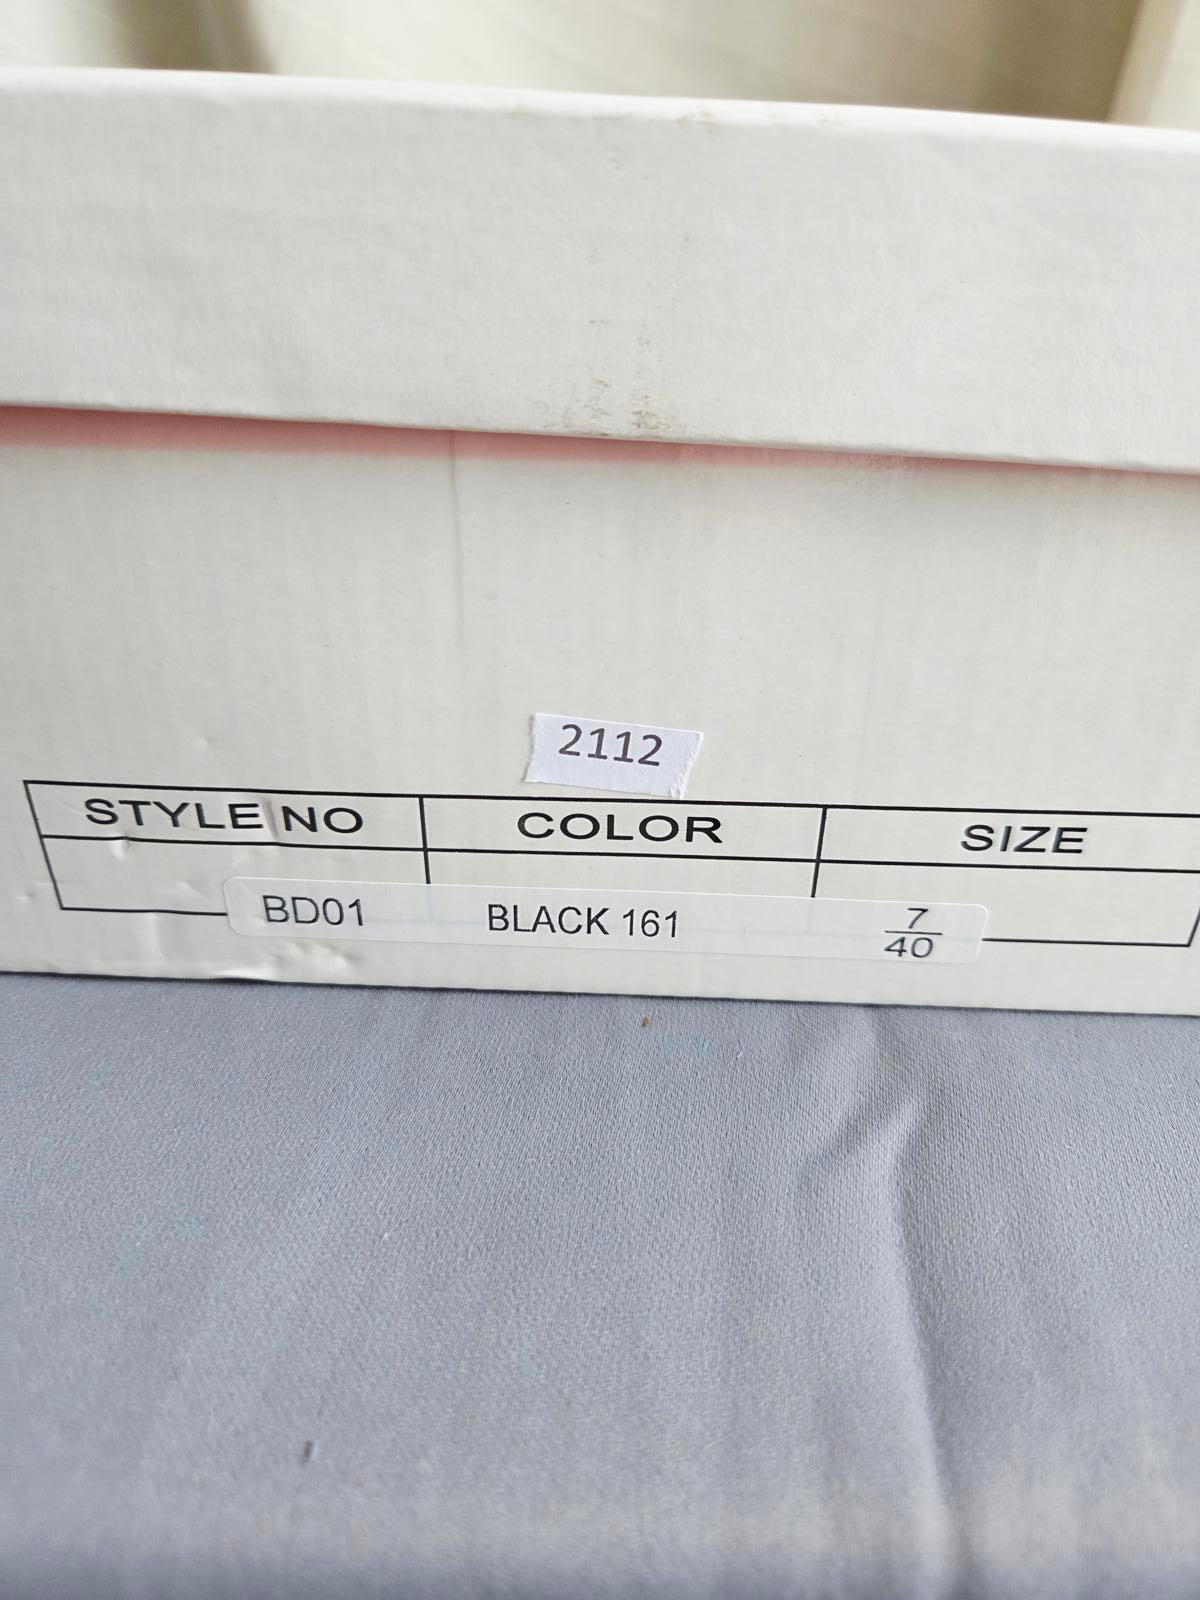 2112
STYLE NO COLOR SIZE
BD01 BLACK 161 7
40